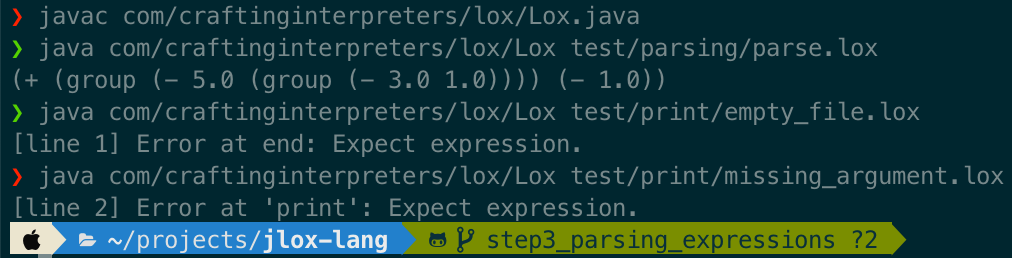 ❯ javac com/craftinginterpreters/lox/Lox.java
❯ java com/craftinginterpreters/lox/Lox test/parsing/parse.lox
(+ (group (- 5.0 (group (- 3.0 1.0)))) (- 1.0))
❯ java com/craftinginterpreters/lox/Lox test/print/empty_file.lox
[line 1] Error at end: Expect expression.
❯ java com/craftinginterpreters/lox/Lox test/print/missing_argument.lox
[line 2] Error at 'print': Expect expression.
~/projects/jlox-lang step3_parsing_expressions ?2